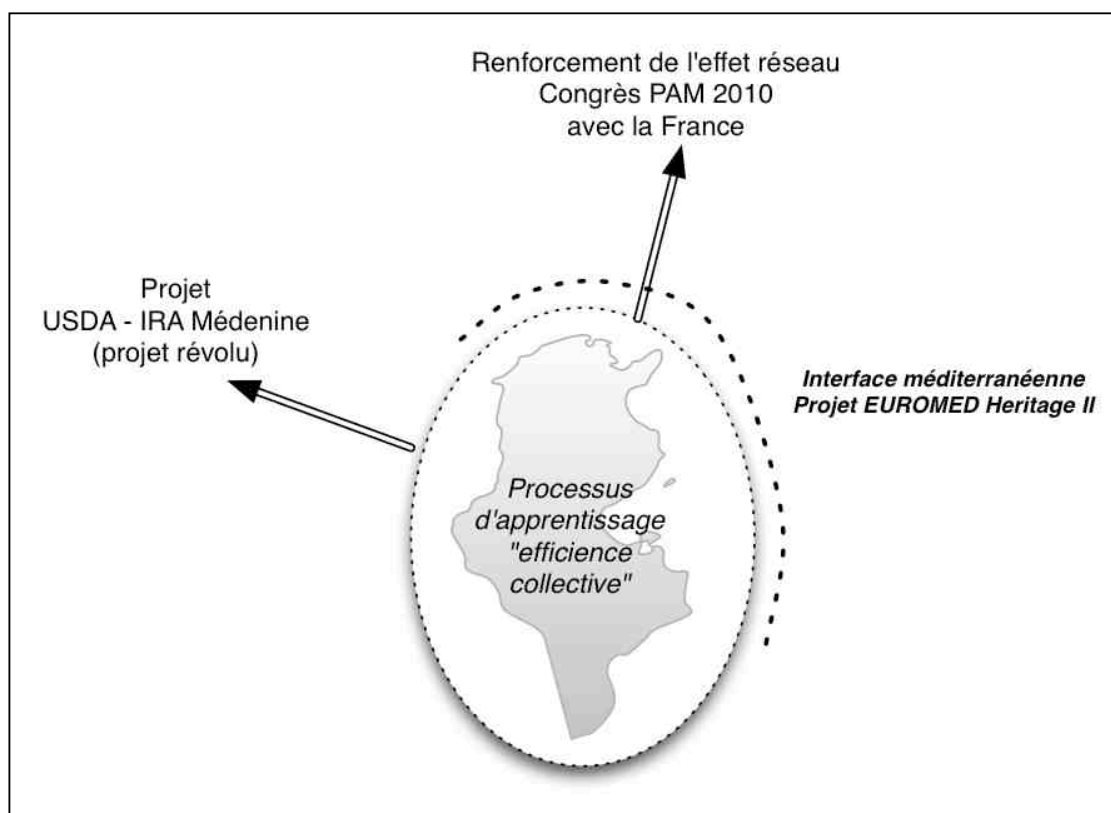 Renforcement de l'effet réseau
Congrès PAM 2010
avec la France
Projet
USDA - IRA Médenine
(projet révolu)
Interface méditerranéenne
Projet EUROMED Heritage II
Processus
d'apprentissage
"efficience
collective"